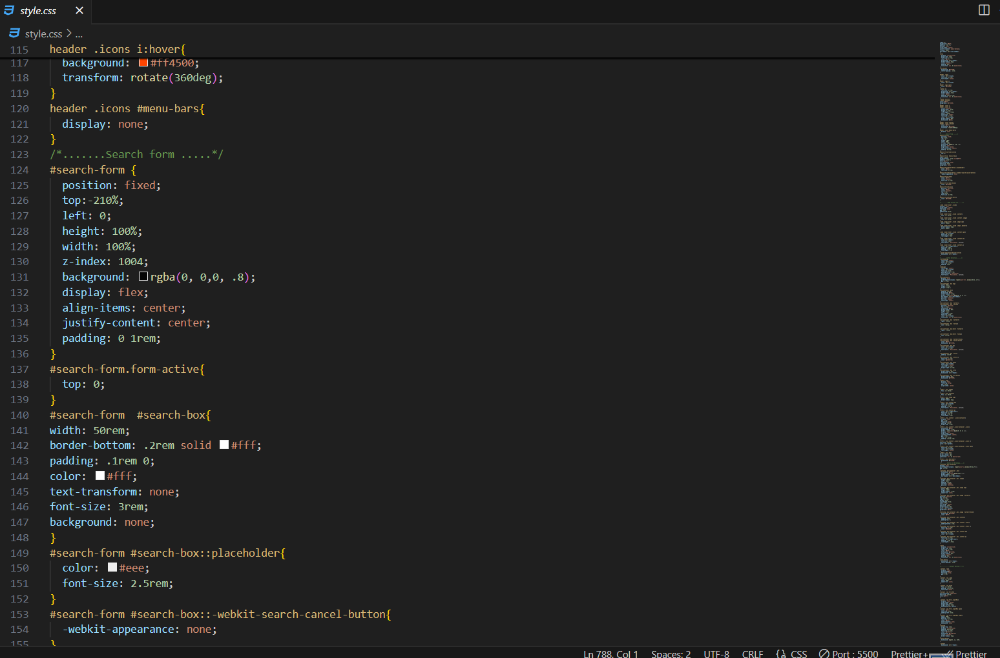 style.css
style.css > ...
115 header .icons i:hover{
117 background: #ff4500;
118 transform: rotate(360deg);
119 }
120 header .icons #menu-bars{
121 display: none;
122 }
123 /*.......Search form .....*/
124 #search-form {
125 position: fixed;
126 top:-210%;
127 left: 0;
128 height: 100%;
129 width: 100%;
130 z-index: 1004;
131 background: rgba(0, 0,0, .8);
132 display: flex;
133 align-items: center;
134 justify-content: center;
135 padding: 0 1rem;
136 }
137 #search-form.form-active{
138 top: 0;
139 }
140 #search-form  #search-box{
141 width: 50rem;
142 border-bottom: .2rem solid #fff;
143 padding: .1rem 0;
144 color: #fff;
145 text-transform: none;
146 font-size: 3rem;
147 background: none;
148 }
149 #search-form #search-box::placeholder{
150 color: #eee;
151 font-size: 2.5rem;
152 }
153 #search-form #search-box::-webkit-search-cancel-button{
154 -webkit-appearance: none;
155 }
Ln 788, Col 1 Spaces: 2 UTF-8 CRLF CSS Port : 5500 Prettier+ Prettier